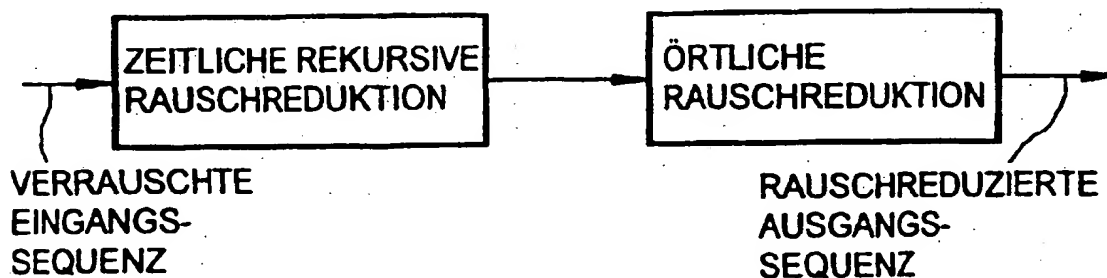 ZEITLICHE REKURSIVE
RAUSCHREDUKTION
ÖRTLICHE
RAUSCHREDUKTION
VERRAUSCHTE
EINGANGS-
SEQUENZ
RAUSCHREDUZIERTE
AUSGANGS-
SEQUENZ